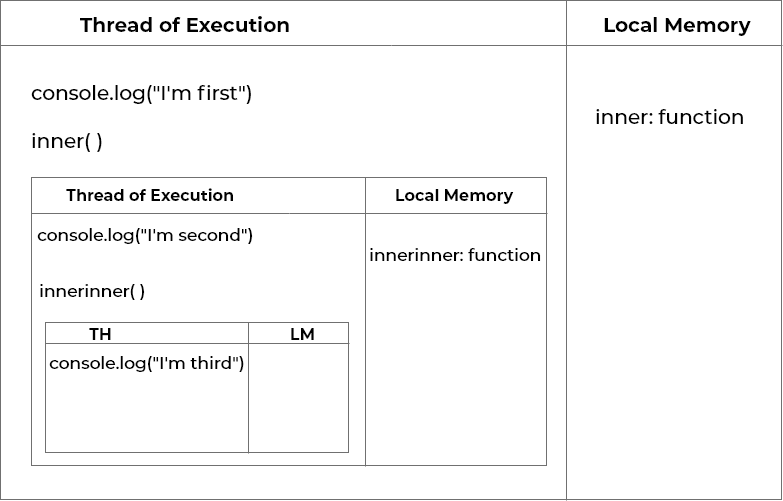 Thread of Execution
Local Memory
console.log("I'm first")
inner: function
inner( )
Thread of Execution
Local Memory
console.log("I'm second")
innerinner: function
innerinner( )
TH
LM
console.log("I'm third")